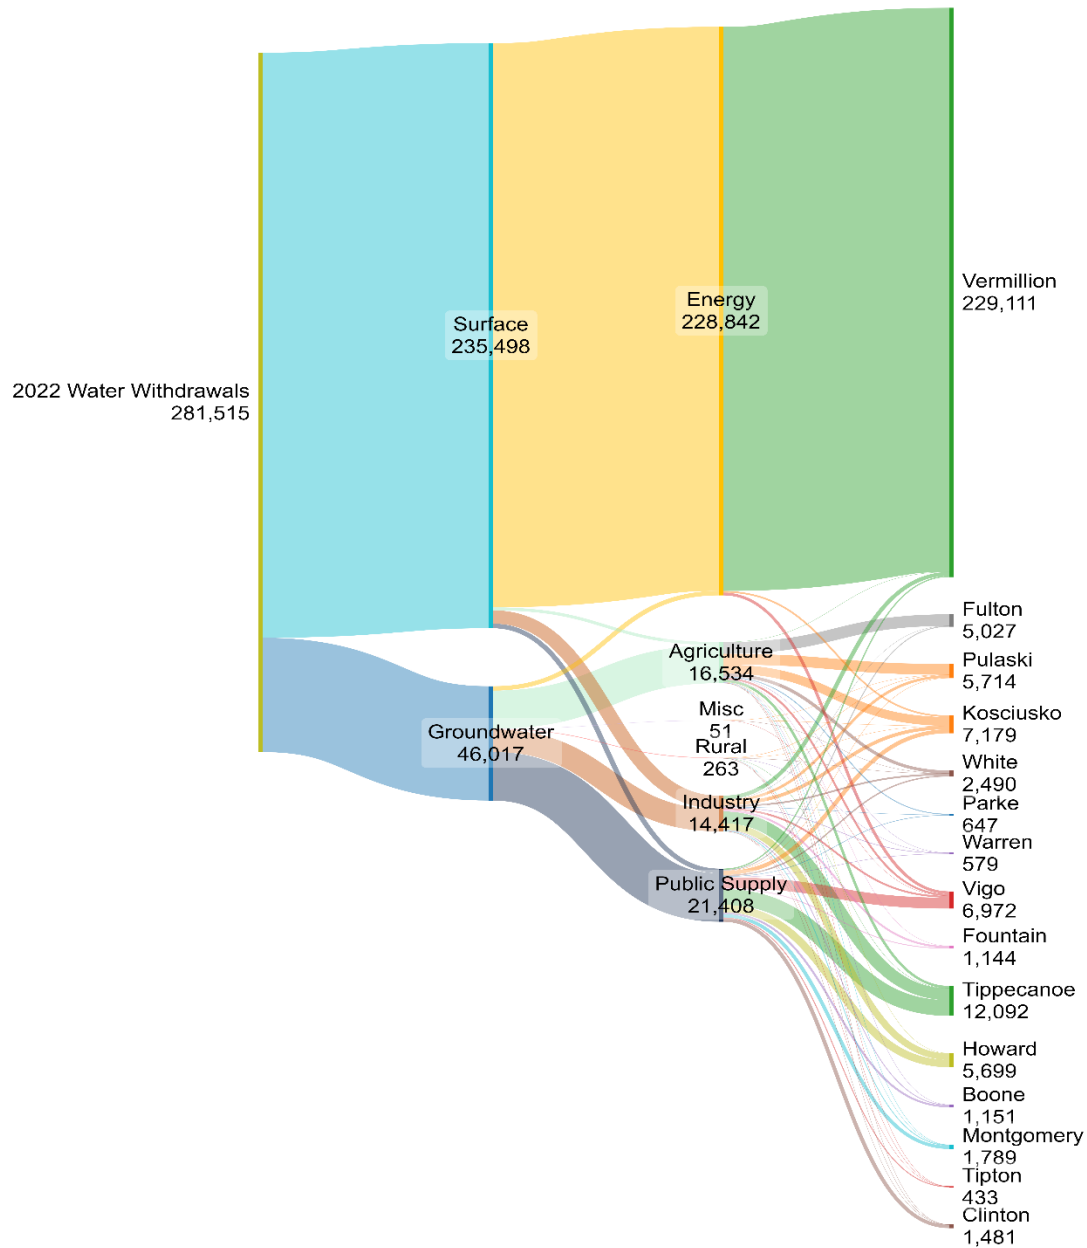 2022 Water Withdrawals
281,515
Surface
235,498
Groundwater
46,017
Energy
228,842
Agriculture
16,534
Misc
51
Rural
263
Industry
14,417
Public Supply
21,408
Vermillion
229,111
Fulton
5,027
Pulaski
5,714
Kosciusko
7,179
White
2,490
Parke
647
Warren
579
Vigo
6,972
Fountain
1,144
Tippecanoe
12,092
Howard
5,699
Boone
1,151
Montgomery
1,789
Tipton
433
Clinton
1,481